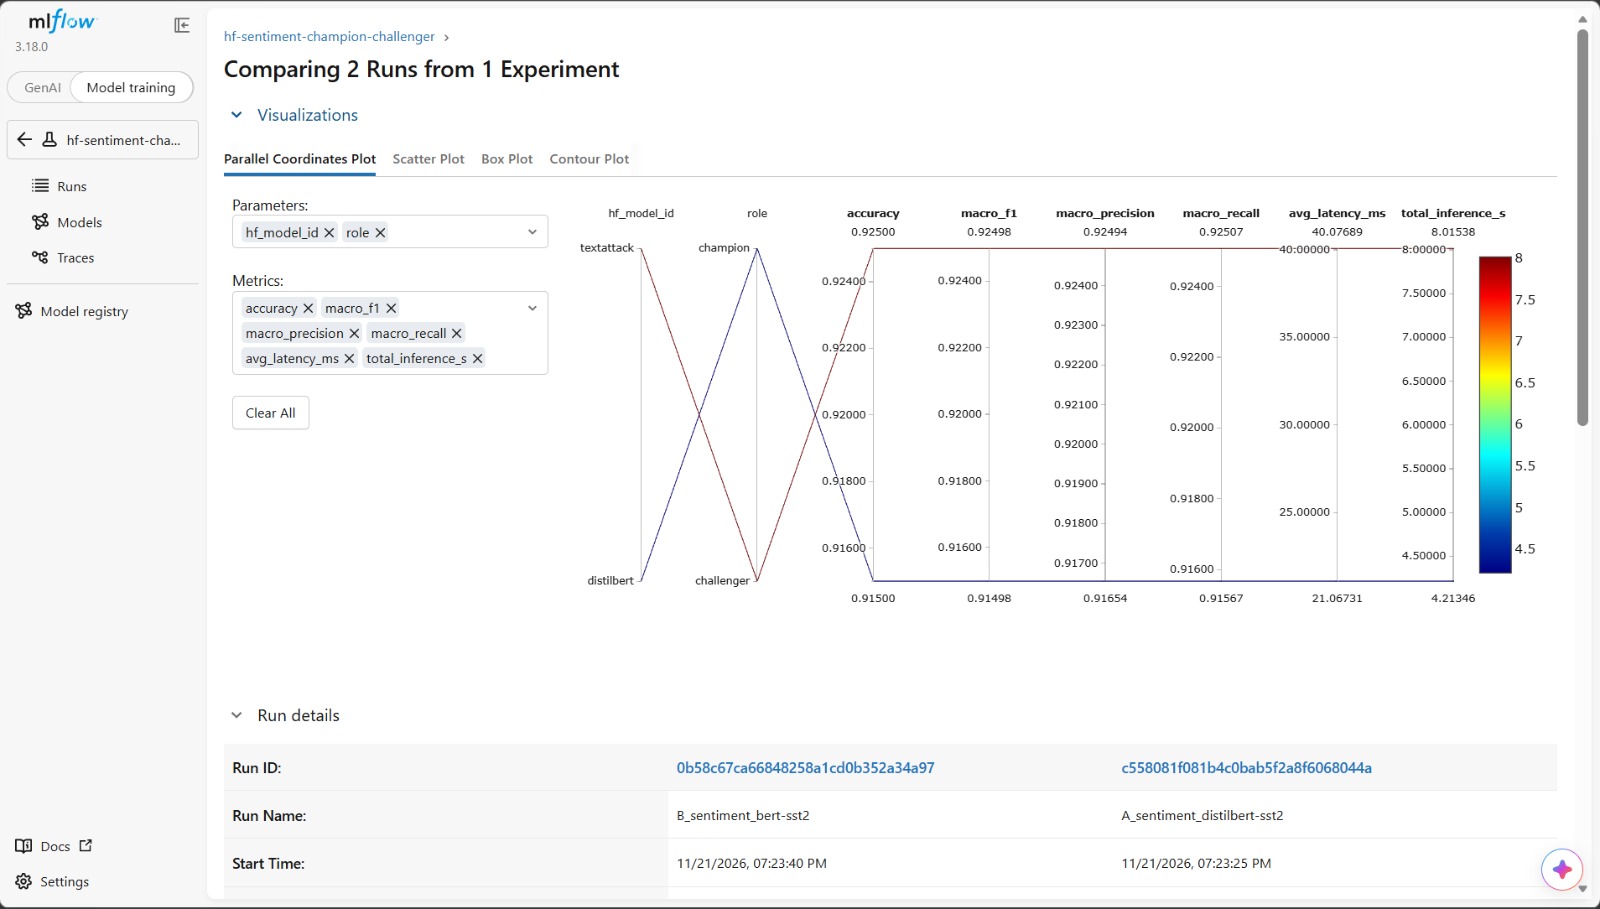 mlflow
3.18.0
GenAI Model training
hf-sentiment-cha...
Runs
Models
Traces
Model registry
Docs
Settings
hf-sentiment-champion-challenger ›
Comparing 2 Runs from 1 Experiment
Visualizations
Parallel Coordinates Plot Scatter Plot Box Plot Contour Plot
Parameters:
hf_model_id role
Metrics:
accuracy macro_f1
macro_precision macro_recall
avg_latency_ms total_inference_s
Clear All
hf_model_id
textattack
distilbert
role
champion
challenger
accuracy
0.92500
0.92400
0.92200
0.92000
0.91800
0.91600
0.91500
macro_f1
0.92498
0.92400
0.92200
0.92000
0.91800
0.91600
0.91498
macro_precision
0.92494
0.92400
0.92300
0.92200
0.92100
0.92000
0.91900
0.91800
0.91700
0.91654
macro_recall
0.92507
0.92400
0.92200
0.92000
0.91800
0.91600
0.91567
avg_latency_ms
40.07689
40.00000
35.00000
30.00000
25.00000
21.06731
total_inference_s
8.01538
8.00000
7.50000
7.00000
6.50000
6.00000
5.50000
5.00000
4.50000
4.21346
8
7.5
7
6.5
6
5.5
5
4.5
Run details
Run ID: 0b58c67ca66848258a1cd0b352a34a97 c558081f081b4c0bab5f2a8f6068044a
Run Name: B_sentiment_bert-sst2 A_sentiment_distilbert-sst2
Start Time: 11/21/2026, 07:23:40 PM 11/21/2026, 07:23:25 PM